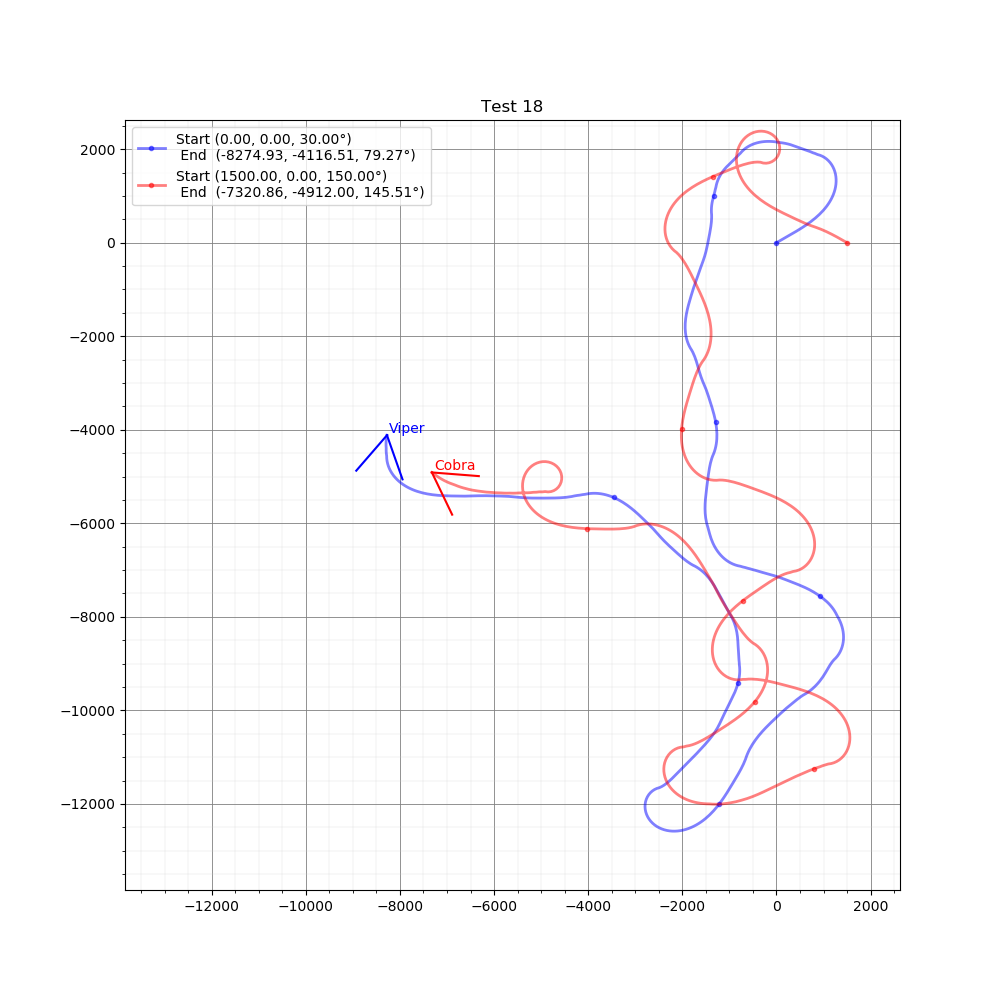 Test 18
Start (0.00, 0.00, 30.00°)
End (-8274.93, -4116.51, 79.27°)
Start (1500.00, 0.00, 150.00°)
End (-7320.86, -4912.00, 145.51°)
2000
0
−2000
−4000
−6000
−8000
−10000
−12000
Viper
Cobra
−12000 −10000 −8000 −6000 −4000 −2000 0 2000